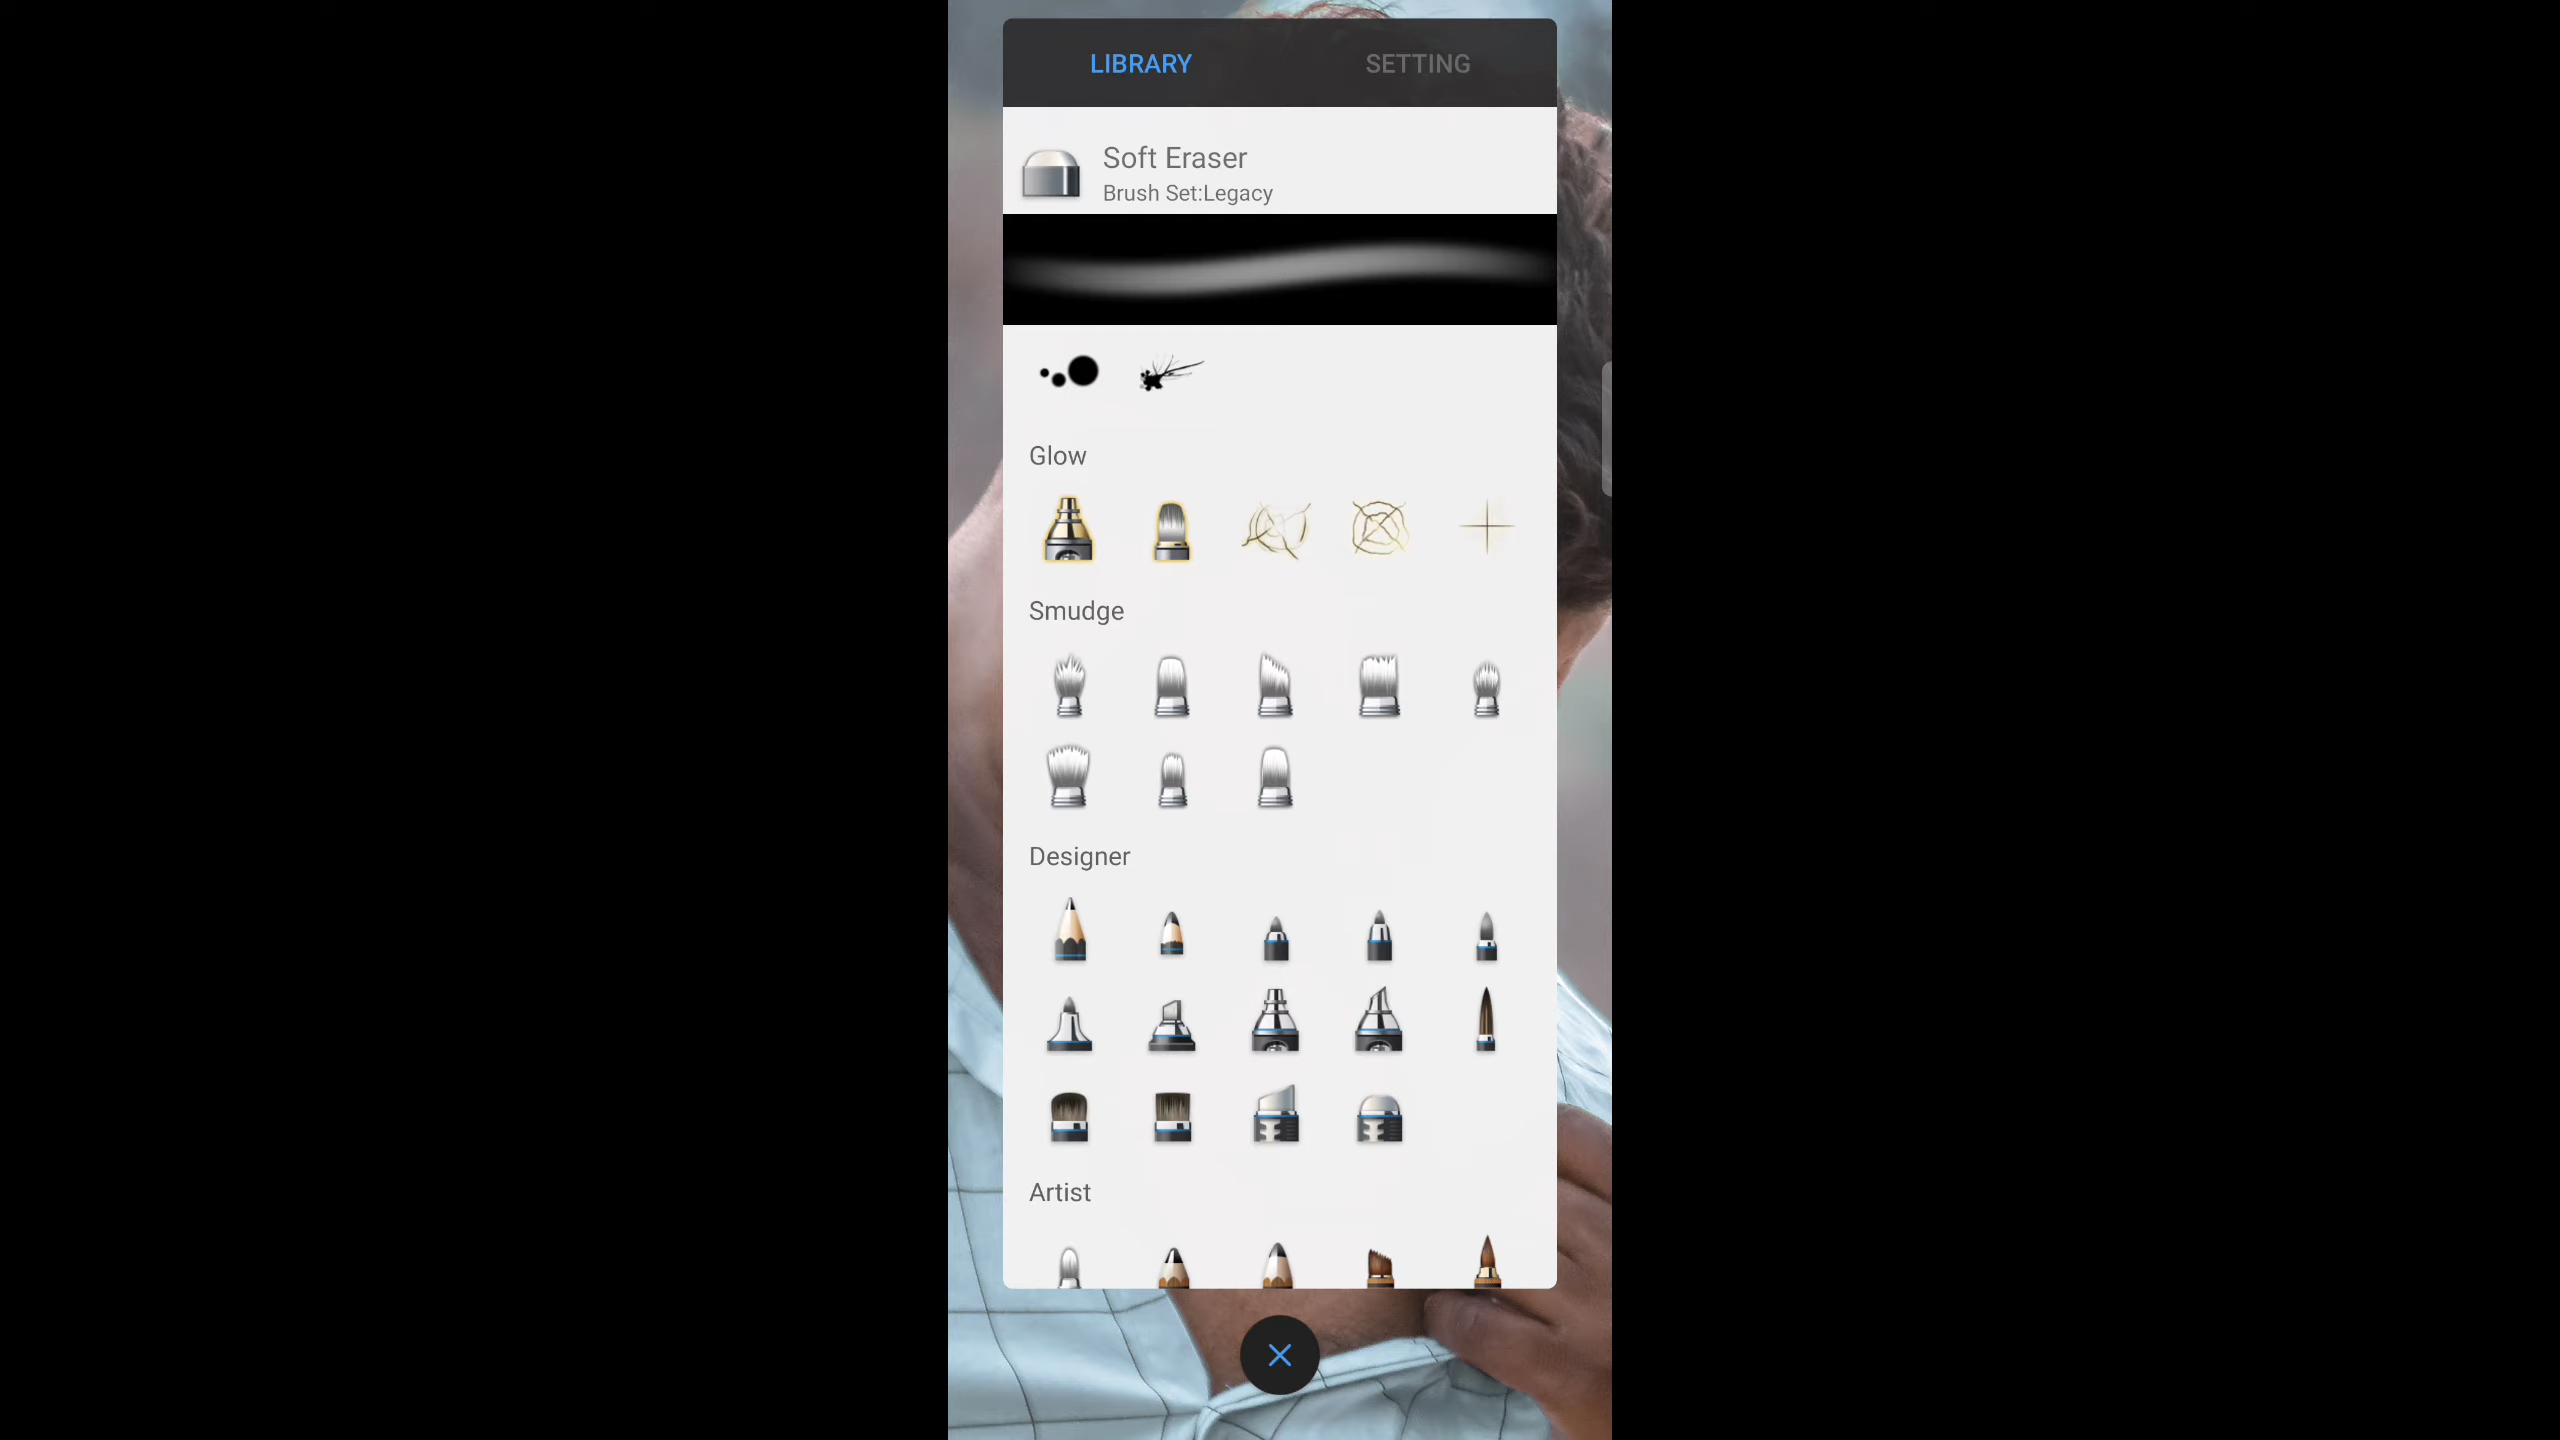 LIBRARY SETTING
Soft Eraser
Brush Set:Legacy
Glow
Smudge
Designer
Artist